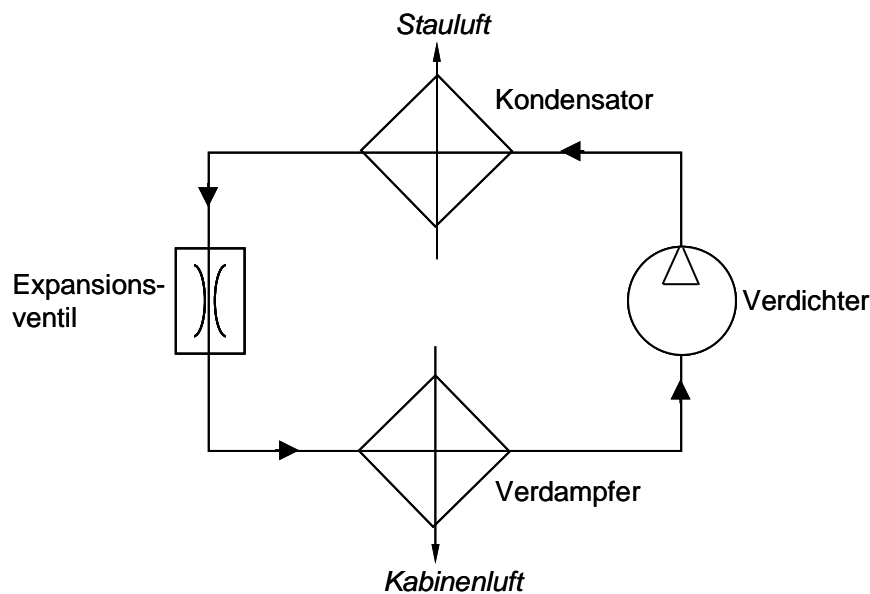 Stauluft
Kondensator
Expansions-
ventil
Verdichter
Verdampfer
Kabinenluft